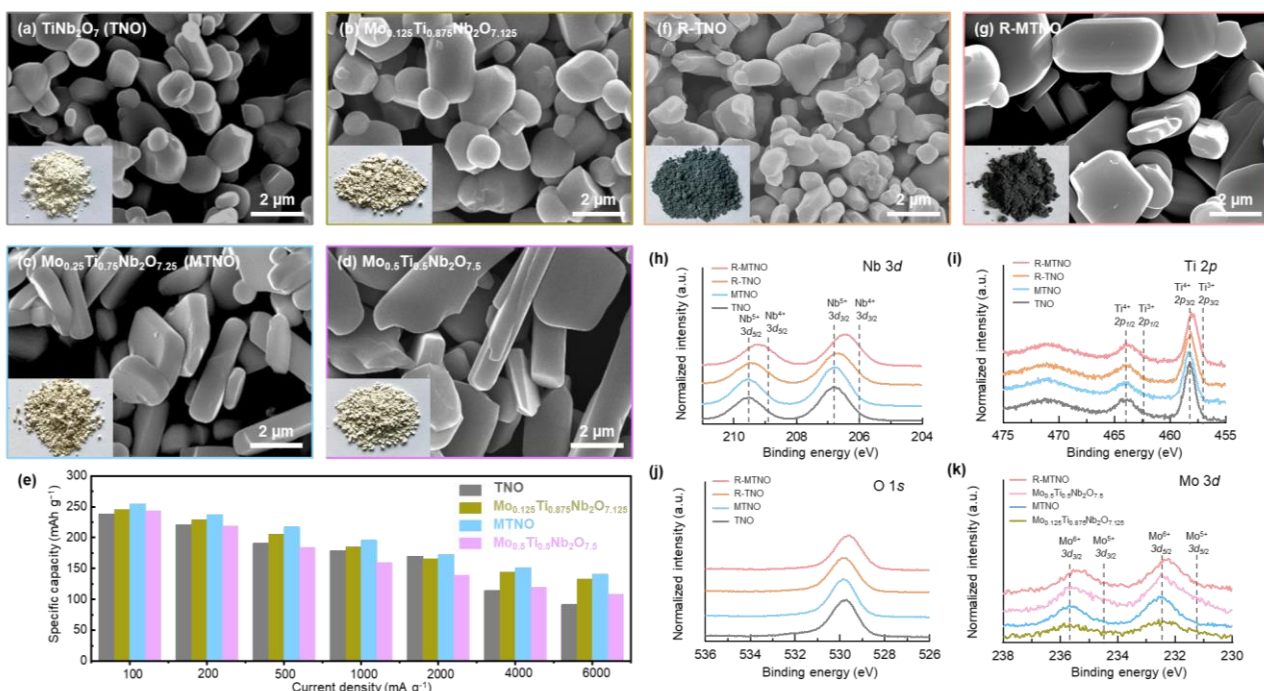 (a) TiNb₂O₇ (TNO)
2 μm
(b) Mo₀.₁₂₅Ti₀.₈₇₅Nb₂O₇.₁₂₅
2 μm
(f) R-TNO
2 μm
(g) R-MTNO
2 μm
(c) Mo₀.₂₅Ti₀.₇₅Nb₂O₇.₂₅ (MTNO)
2 μm
(d) Mo₀.₅Ti₀.₅Nb₂O₇.₅
2 μm
(e)
Specific capacity (mAh g⁻¹)
300
250
200
150
100
50
0
TNO
Mo₀.₁₂₅Ti₀.₈₇₅Nb₂O₇.₁₂₅
MTNO
Mo₀.₅Ti₀.₅Nb₂O₇.₅
100 200 500 1000 2000 4000 6000
Current density (mA g⁻¹)
(h)
Nb 3d
Normalized intensity (a.u.)
R-MTNO
R-TNO
MTNO
TNO
Nb⁵⁺ Nb⁴⁺
3d₅/₂ 3d₅/₂
Nb⁵⁺ Nb⁴⁺
3d₃/₂ 3d₃/₂
210 208 206 204
Binding energy (eV)
(i)
Ti 2p
Normalized intensity (a.u.)
R-MTNO
R-TNO
MTNO
TNO
Ti⁴⁺ Ti³⁺
2p₁/₂ 2p₁/₂
Ti⁴⁺ Ti³⁺
2p₃/₂ 2p₃/₂
475 470 465 460 455
Binding energy (eV)
(j)
O 1s
Normalized intensity (a.u.)
R-MTNO
R-TNO
MTNO
TNO
536 534 532 530 528 526
Binding energy (eV)
(k)
Mo 3d
Normalized intensity (a.u.)
R-MTNO
Mo₀.₅Ti₀.₅Nb₂O₇.₅
MTNO
Mo₀.₁₂₅Ti₀.₈₇₅Nb₂O₇.₁₂₅
Mo⁶⁺ Mo⁵⁺
3d₃/₂ 3d₃/₂
Mo⁶⁺ Mo⁵⁺
3d₅/₂ 3d₅/₂
238 236 234 232 230
Binding energy (eV)